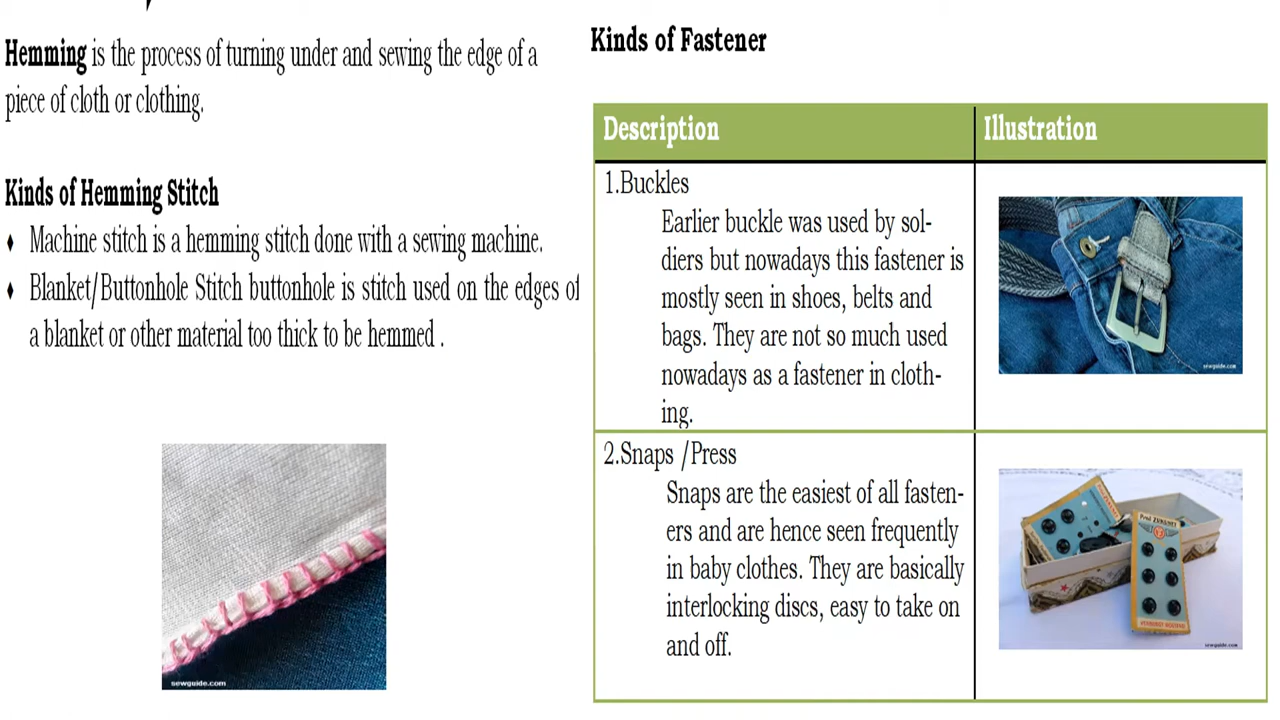 Hemming is the process of turning under and sewing the edge of a
piece of cloth or clothing.
Kinds of Hemming Stitch
♦ Machine stitch is a hemming stitch done with a sewing machine.
♦ Blanket/Buttonhole Stitch buttonhole is stitch used on the edges of
a blanket or other material too thick to be hemmed .
sewguide.com
Kinds of Fastener
Description
Illustration
1.Buckles
Earlier buckle was used by sol-
diers but nowadays this fastener is
mostly seen in shoes, belts and
bags. They are not so much used
nowadays as a fastener in cloth-
ing.
sewguide.com
2.Snaps /Press
Snaps are the easiest of all fasten-
ers and are hence seen frequently
in baby clothes. They are basically
interlocking discs, easy to take on
and off.
sewguide.com